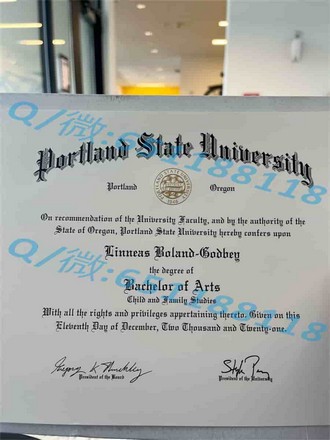 Portland State University
Portland Oregon
On recommendation of the University Faculty, and by the authority of the
State of Oregon, Portland State University hereby confers upon
Linneas Boland-Godbey
the degree of
Bachelor of Arts
Child and Family Studies
With all the rights and privileges appertaining thereto. Given on this
Eleventh Day of December, Two Thousand and Twenty-one.
President of the Board
President of the University